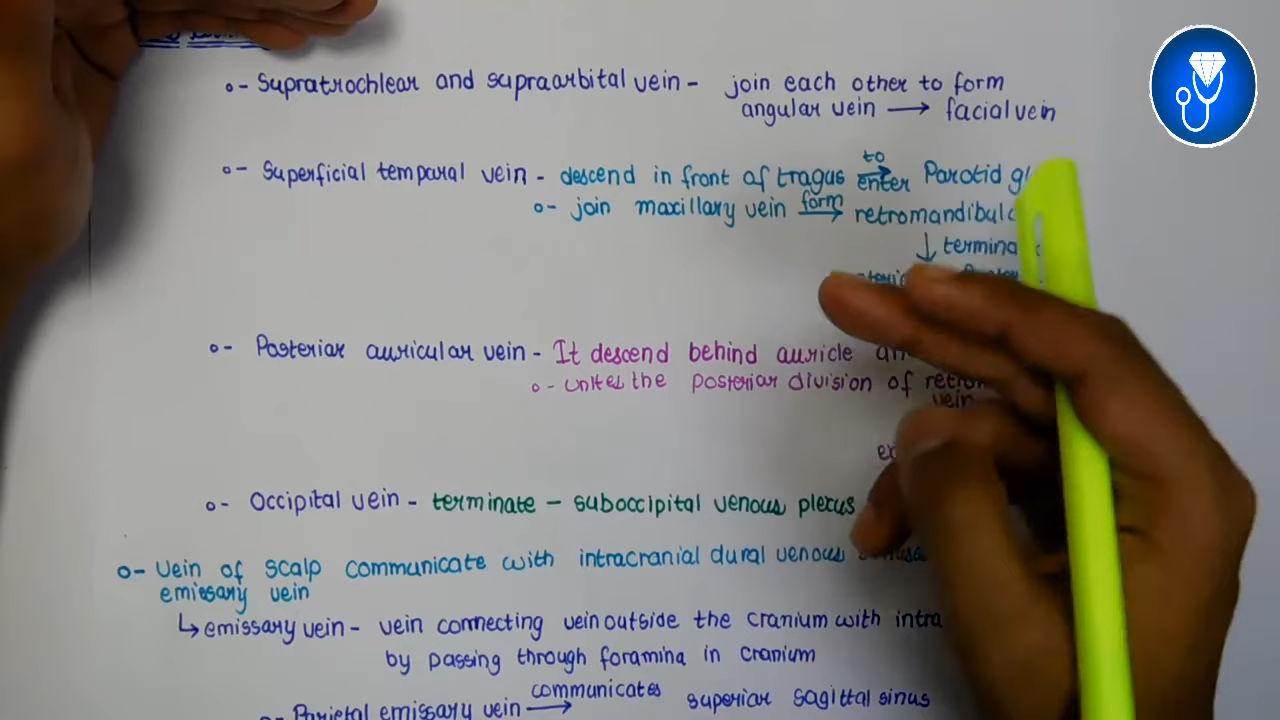 o- Supratrochlear and supraorbital vein - join each other to form
angular vein → facial vein
o- Superficial temporal vein - descend in front of tragus to enter Parotid
o- join maxillary vein form → retromandibul
↓ termina
o- Posterior auricular vein - It descend behind auricle
o- unites the posterior division of
vein
o- Occipital vein - terminate - suboccipital venous plexus
o- Vein of scalp communicate with intracranial dural venous
emissary vein
↳ emissary vein - vein connecting vein outside the cranium with intra
by passing through foramina in cranium
o- Parietal emissary vein communicates → superior sagittal sinus